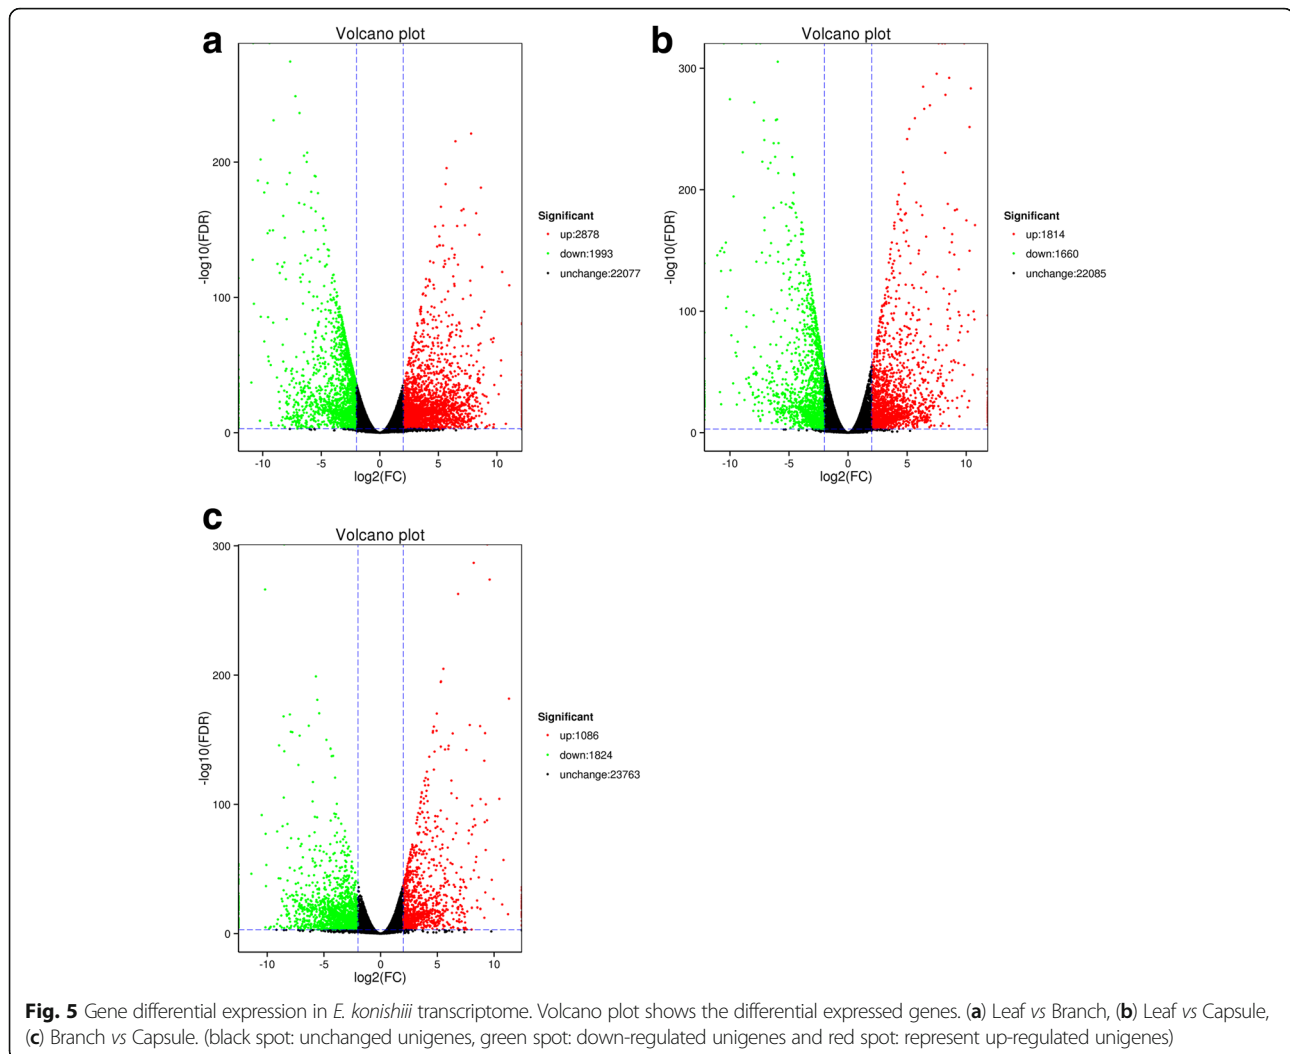 a
Volcano plot
-log10(FDR)
200
100
0
-10 -5 0 5 10
log2(FC)
Significant
up:2878
down:1993
unchange:22077
b
Volcano plot
-log10(FDR)
300
200
100
0
-10 -5 0 5 10
log2(FC)
Significant
up:1814
down:1660
unchange:22085
c
Volcano plot
-log10(FDR)
300
200
100
0
-10 -5 0 5 10
log2(FC)
Significant
up:1086
down:1824
unchange:23763
Fig. 5 Gene differential expression in E. konishiii transcriptome. Volcano plot shows the differential expressed genes. (a) Leaf vs Branch, (b) Leaf vs Capsule,
(c) Branch vs Capsule. (black spot: unchanged unigenes, green spot: down-regulated unigenes and red spot: represent up-regulated unigenes)